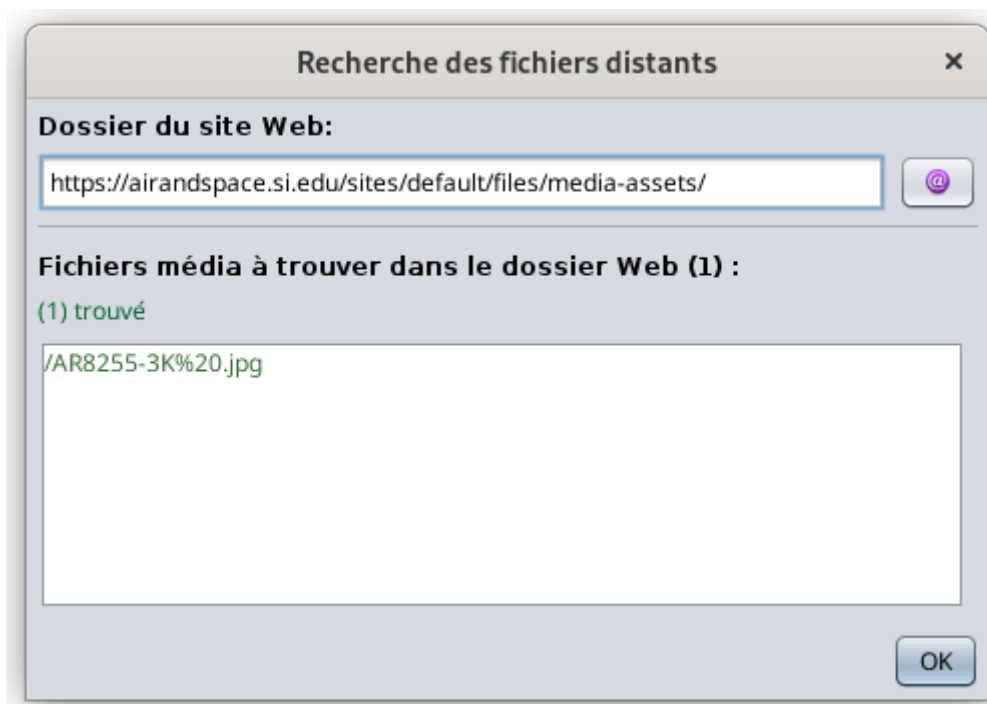 Recherche des fichiers distants
Dossier du site Web:
https://airandspace.si.edu/sites/default/files/media-assets/
@
Fichiers média à trouver dans le dossier Web (1) :
(1) trouvé
/AR8255-3K%20.jpg
OK